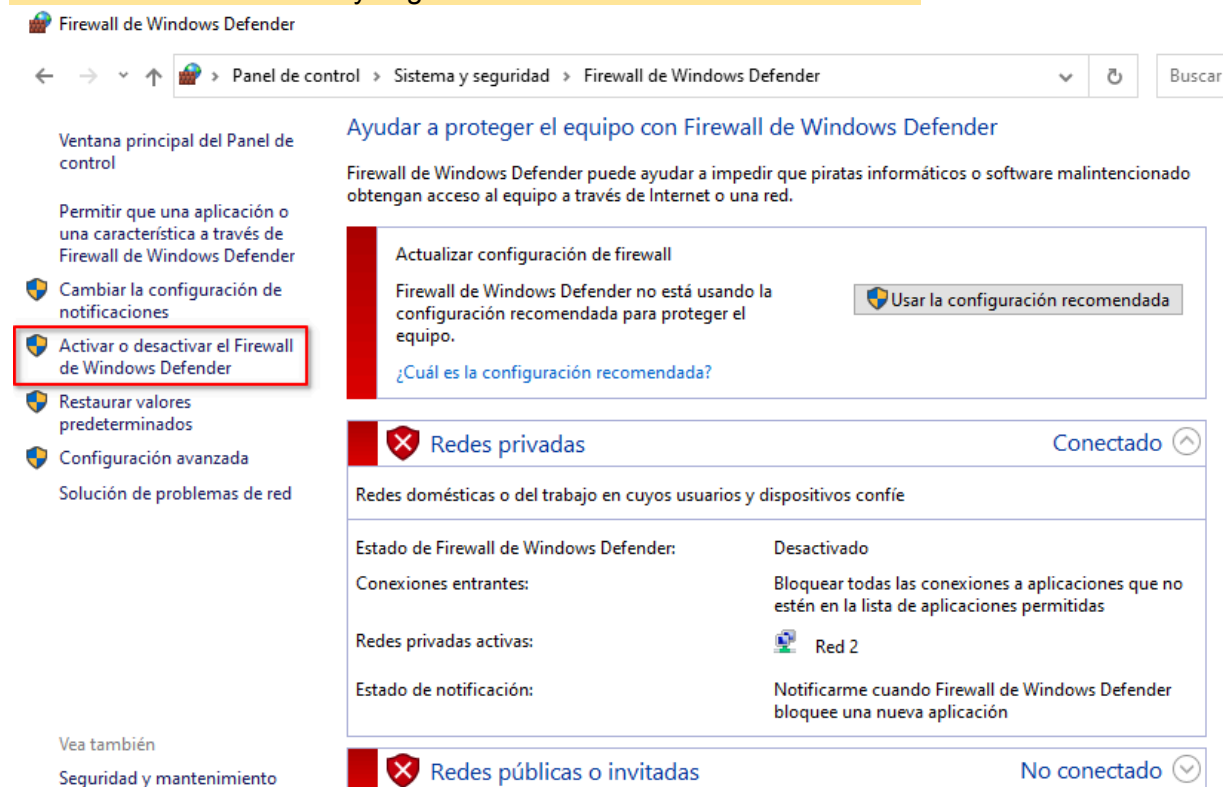 Firewall de Windows Defender
Panel de control > Sistema y seguridad > Firewall de Windows Defender
Buscar
Ventana principal del Panel de
control
Permitir que una aplicación o
una característica a través de
Firewall de Windows Defender
Cambiar la configuración de
notificaciones
Activar o desactivar el Firewall
de Windows Defender
Restaurar valores
predeterminados
Configuración avanzada
Solución de problemas de red
Vea también
Seguridad y mantenimiento
Ayudar a proteger el equipo con Firewall de Windows Defender
Firewall de Windows Defender puede ayudar a impedir que piratas informáticos o software malintencionado
obtengan acceso al equipo a través de Internet o una red.
Actualizar configuración de firewall
Firewall de Windows Defender no está usando la
configuración recomendada para proteger el
equipo.
Usar la configuración recomendada
¿Cuál es la configuración recomendada?
Redes privadas Conectado
Redes domésticas o del trabajo en cuyos usuarios y dispositivos confíe
Estado de Firewall de Windows Defender: Desactivado
Conexiones entrantes: Bloquear todas las conexiones a aplicaciones que no
estén en la lista de aplicaciones permitidas
Redes privadas activas: Red 2
Estado de notificación: Notificarme cuando Firewall de Windows Defender
bloquee una nueva aplicación
Redes públicas o invitadas No conectado